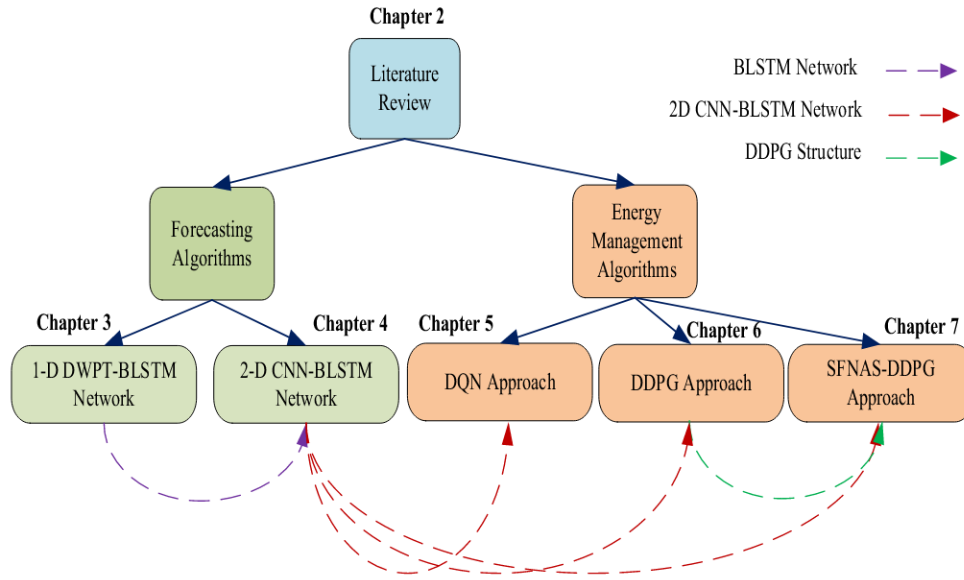 Chapter 2
Literature
Review
BLSTM Network
2D CNN-BLSTM Network
DDPG Structure
Forecasting
Algorithms
Energy
Management
Algorithms
Chapter 3
Chapter 4
Chapter 5
Chapter 6
Chapter 7
1-D DWPT-BLSTM
Network
2-D CNN-BLSTM
Network
DQN Approach
DDPG Approach
SFNAS-DDPG
Approach